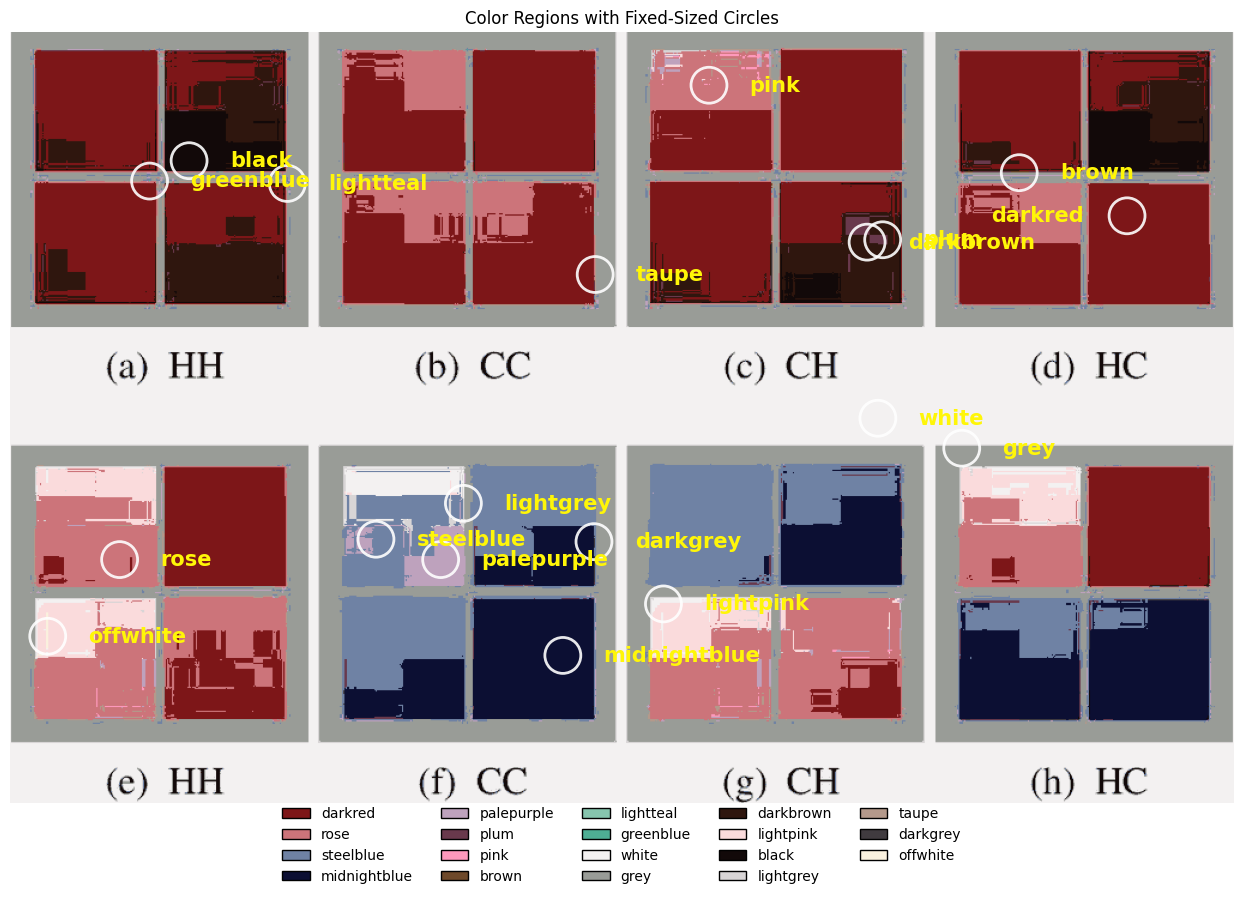 Color Regions with Fixed-Sized Circles
pink
black
greenblue
lightteal
brown
darkred
plum
darkbrown
taupe
(a) HH
(b) CC
(c) CH
(d) HC
white
grey
lightgrey
steelblue
darkgrey
rose
palepurple
lightpink
offwhite
midnightblue
(e) HH
(f) CC
(g) CH
(h) HC
darkred
rose
steelblue
midnightblue
palepurple
plum
pink
brown
lightteal
greenblue
white
grey
darkbrown
lightpink
black
lightgrey
taupe
darkgrey
offwhite